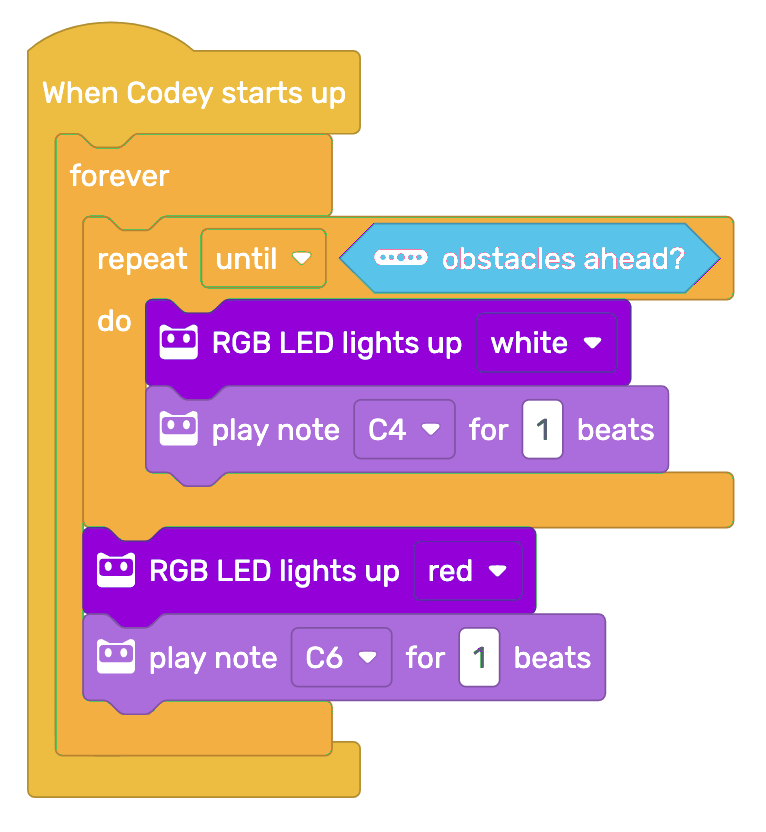 When Codey starts up
forever
repeat until obstacles ahead?
do
RGB LED lights up white
play note C4 for 1 beats
RGB LED lights up red
play note C6 for 1 beats